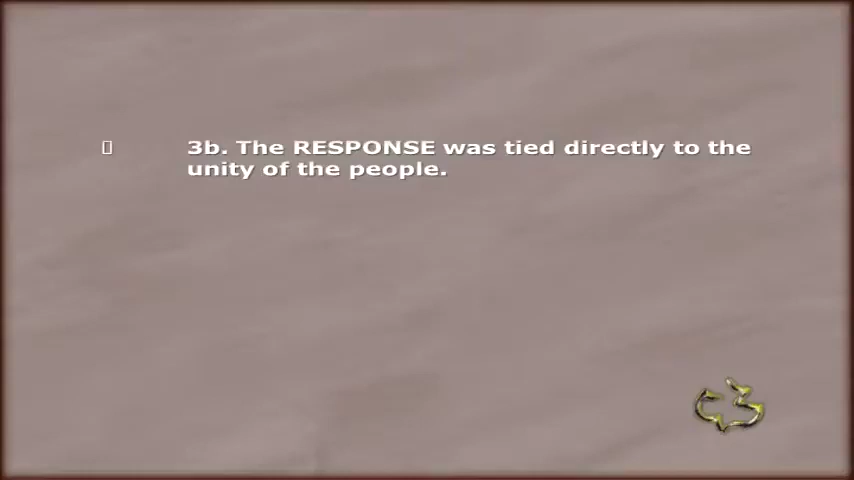 3b. The RESPONSE was tied directly to the
unity of the people.